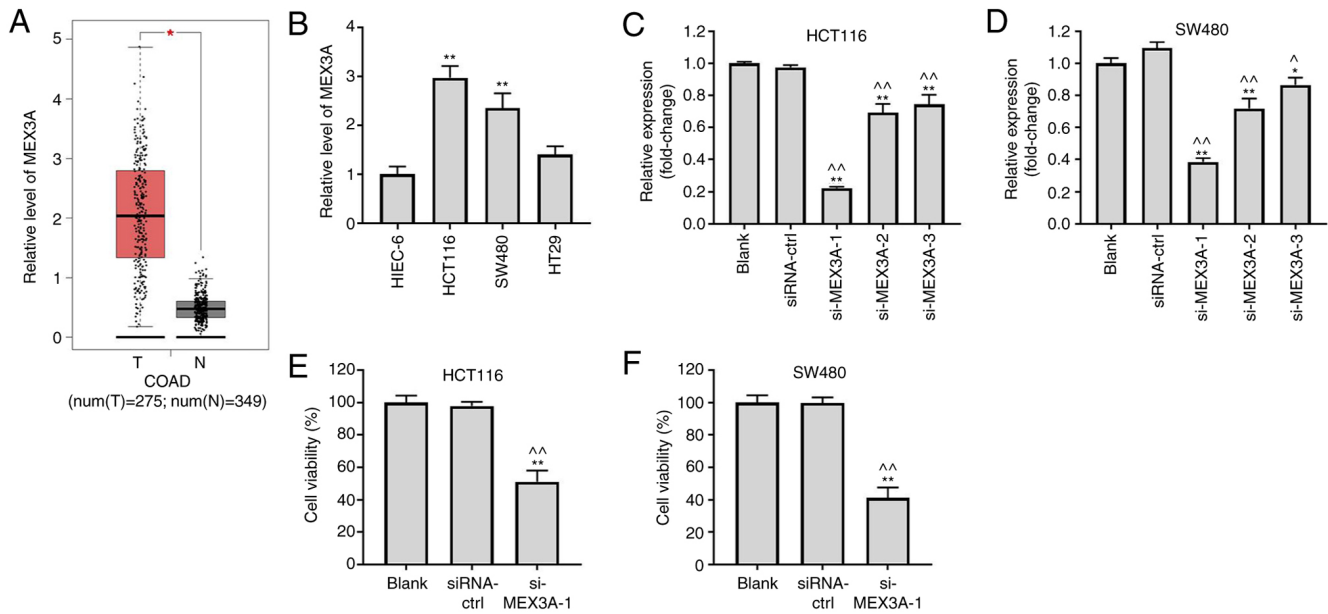 A
Relative level of MEX3A
5
4
3
2
1
0
*
T
N
COAD
(num(T)=275; num(N)=349)
B
Relative level of MEX3A
4
3
2
1
0
**
**
HIEC-6
HCT116
SW480
HT29
C
HCT116
Relative expression
(fold-change)
1.2
1.0
0.8
0.6
0.4
0.2
0.0
^^
**
^^
**
^^
**
Blank
siRNA-ctrl
si-MEX3A-1
si-MEX3A-2
si-MEX3A-3
D
SW480
Relative expression
(fold-change)
1.2
1.0
0.8
0.6
0.4
0.2
0.0
^^
**
^^
**
^
*
Blank
siRNA-ctrl
si-MEX3A-1
si-MEX3A-2
si-MEX3A-3
E
HCT116
Cell viability (%)
120
100
80
60
40
20
0
^^
**
Blank
siRNA-
ctrl
si-
MEX3A-1
F
SW480
Cell viability (%)
120
100
80
60
40
20
0
^^
**
Blank
siRNA-
ctrl
si-
MEX3A-1